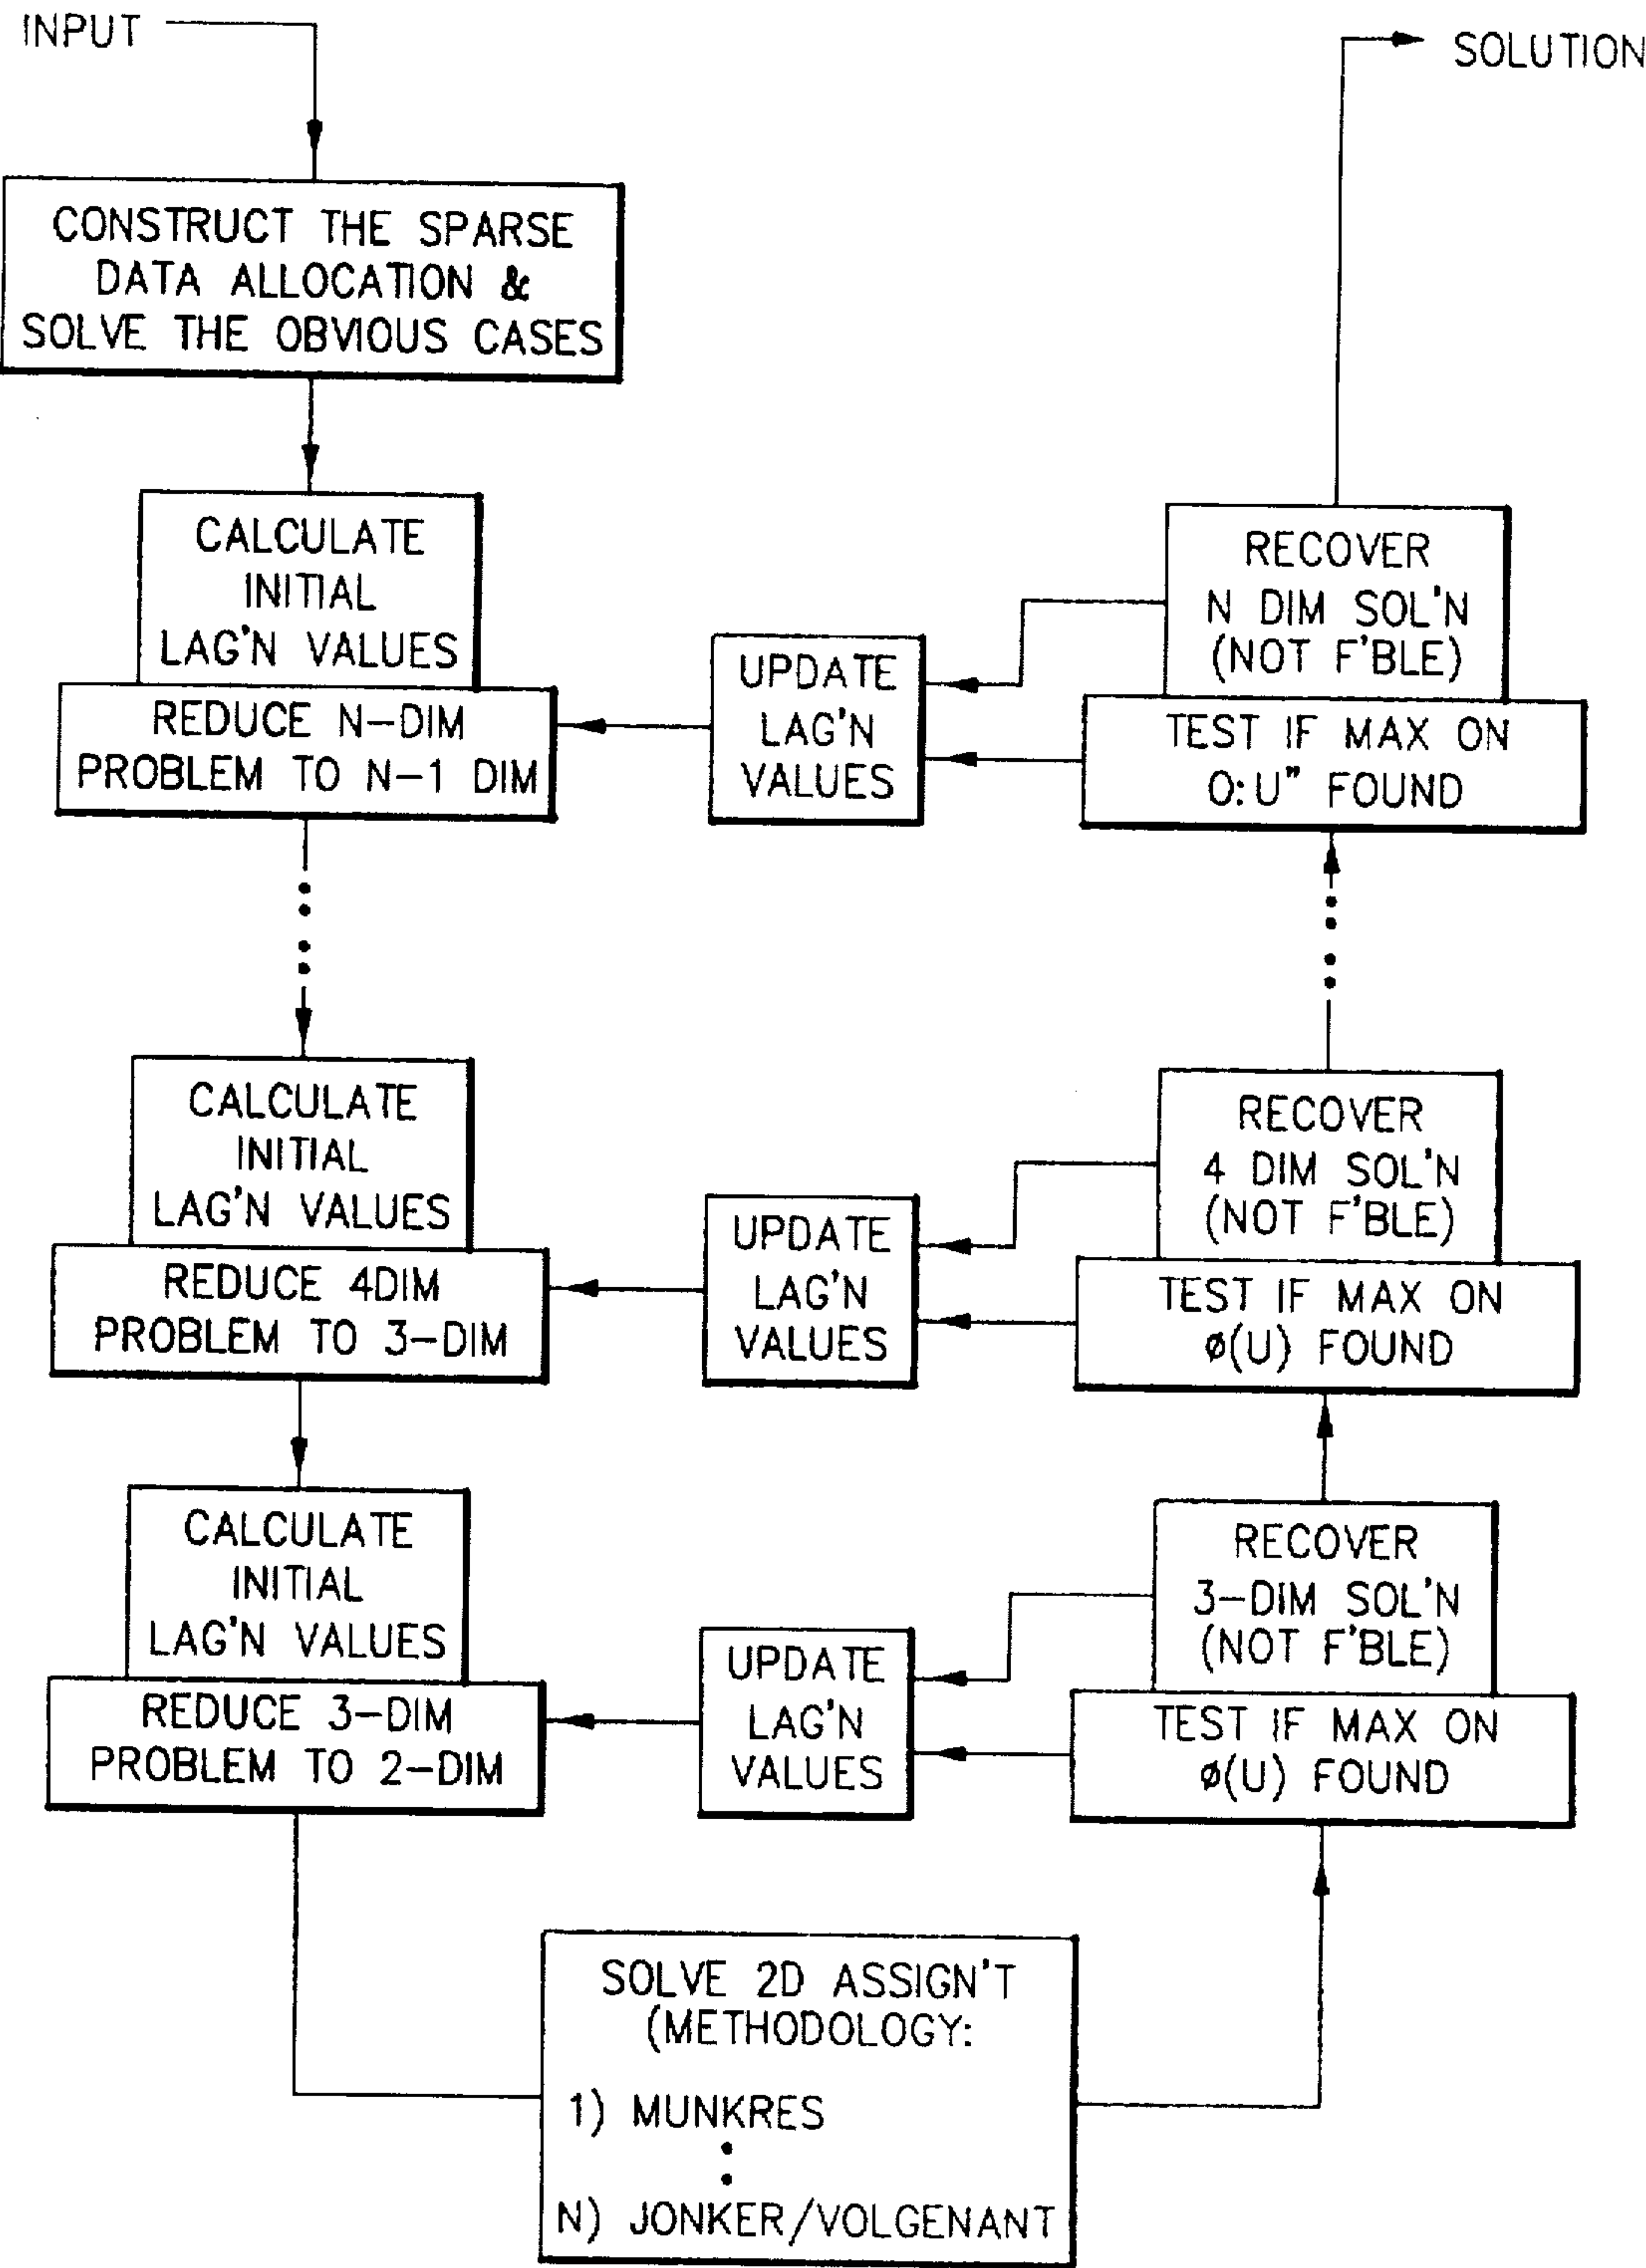 INPUT
SOLUTION
CONSTRUCT THE SPARSE
DATA ALLOCATION &
SOLVE THE OBVIOUS CASES
CALCULATE
INITIAL
LAG'N VALUES
REDUCE N-DIM
PROBLEM TO N-1 DIM
UPDATE
LAG'N
VALUES
RECOVER
N DIM SOL'N
(NOT F'BLE)
TEST IF MAX ON
O:U" FOUND
CALCULATE
INITIAL
LAG'N VALUES
REDUCE 4DIM
PROBLEM TO 3-DIM
UPDATE
LAG'N
VALUES
RECOVER
4 DIM SOL'N
(NOT F'BLE)
TEST IF MAX ON
ø(U) FOUND
CALCULATE
INITIAL
LAG'N VALUES
REDUCE 3-DIM
PROBLEM TO 2-DIM
UPDATE
LAG'N
VALUES
RECOVER
3-DIM SOL'N
(NOT F'BLE)
TEST IF MAX ON
ø(U) FOUND
SOLVE 2D ASSIGN'T
(METHODOLOGY:
1) MUNKRES
N) JONKER/VOLGENANT